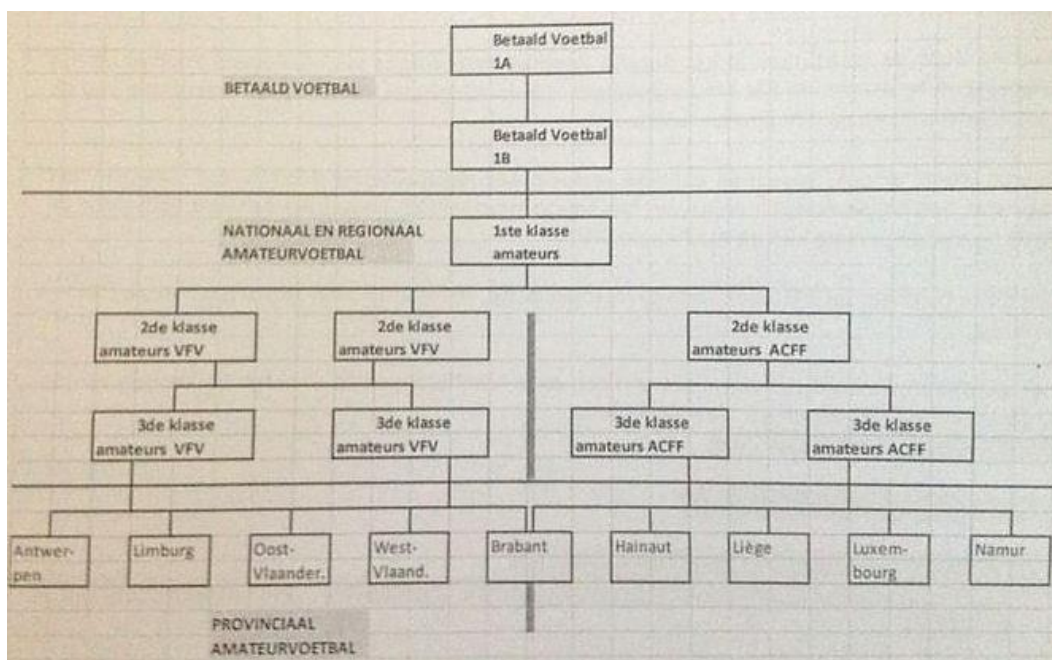 Betaald Voetbal
1A
BETAALD VOETBAL
Betaald Voetbal
1B
NATIONAAL EN REGIONAAL
AMATEURVOETBAL
1ste klasse
amateurs
2de klasse
amateurs VFV
2de klasse
amateurs VFV
2de klasse
amateurs ACFF
3de klasse
amateurs VFV
3de klasse
amateurs VFV
3de klasse
amateurs ACFF
3de klasse
amateurs ACFF
Antwer-
pen
Limburg
Oost-
Vlaander.
West-
Vlaand.
Brabant
Hainaut
Liège
Luxem-
bourg
Namur
PROVINCIAAL
AMATEURVOETBAL